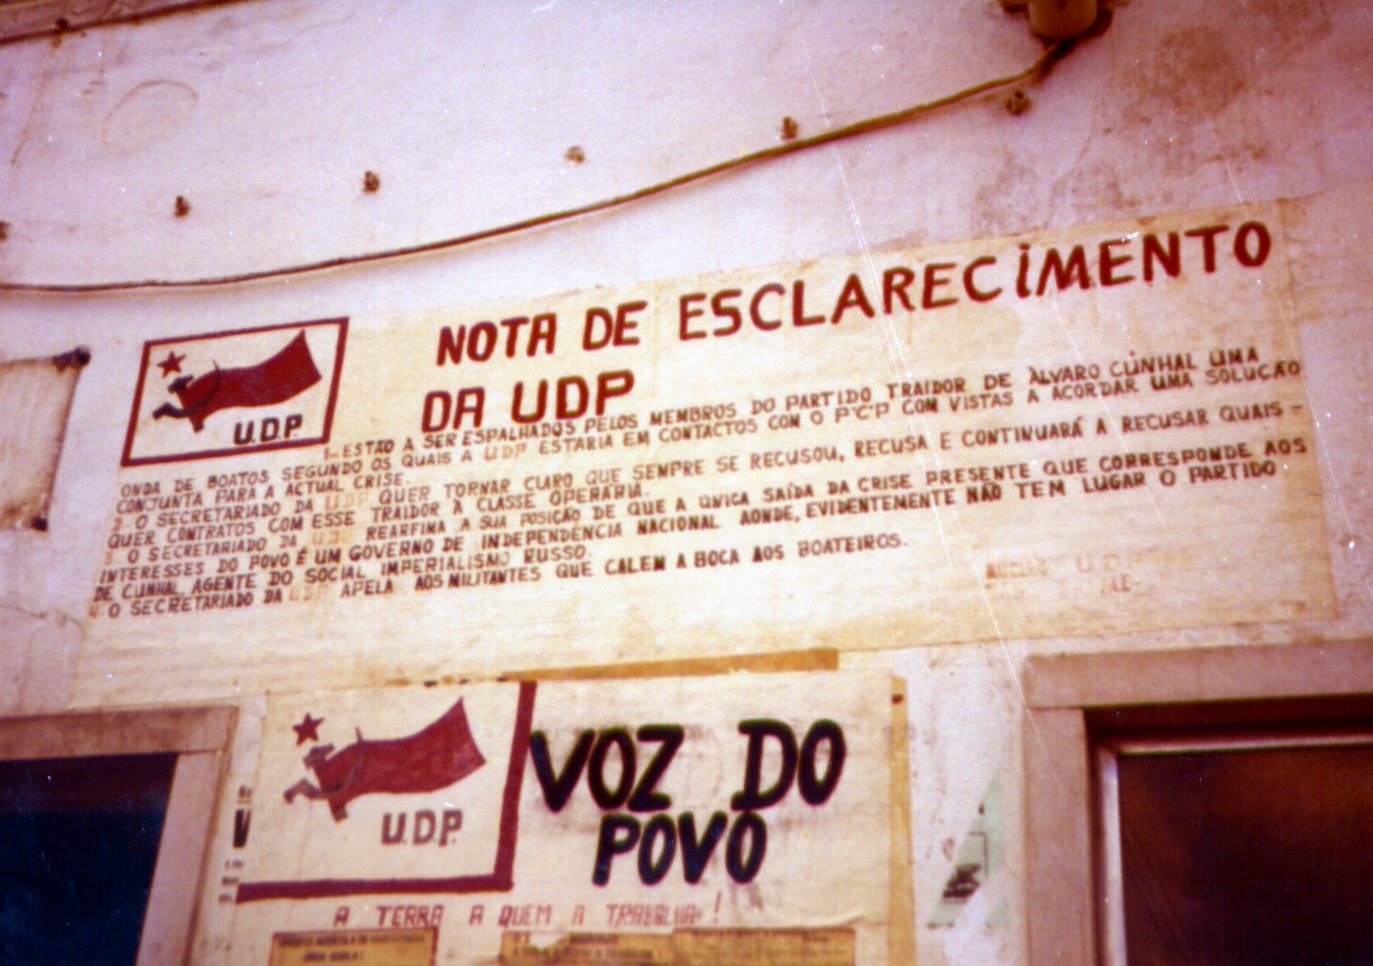 NOTA DE ESCLARECIMENTO
DA UDP
U.D.P.
1-ESTÃO A SER ESPALHADOS PELOS MEMBROS DO PARTIDO TRAIDOR DE ÁLVARO CUNHAL UMA
ONDA DE BOATOS SEGUNDO OS QUAIS A UDP ESTARIA EM CONTACTOS COM O P"C"P COM VISTAS A ACORDAR UMA SOLUCÃO
CONJUNTA PARA A ACTUAL CRISE.
2- O SECRETARIADO DA UDP QUER TORNAR CLARO QUE SEMPRE SE RECUSOU, RECUSA E CONTINUARÁ A RECUSAR QUAIS-
QUER CONTRATOS COM ESSE TRAIDOR À CLASSE OPERÁRIA.
3 O SECRETARIADO DA UDP REARFIMA A SUA POSIÇÃO DE QUE A UNICA SAÍDA DA CRISE PRESENTE QUE CORRESPONDE AOS
INTERESSES DO POVO É UM GOVERNO DE INDEPENDÊNCIA NACIONAL AONDE, EVIDENTEMENTE NÃO TEM LUGAR O PARTIDO
DE CUNHAL AGENTE DO SOCIAL IMPERIALISMO RUSSO.
4 O SECRETARIADO DA UDP APELA AOS MILITANTES QUE CALEM A BOCA AOS BOATEIROS.
U.D.P.
VOZ DO
POVO
A TERRA A QUEM A TRABALHA!